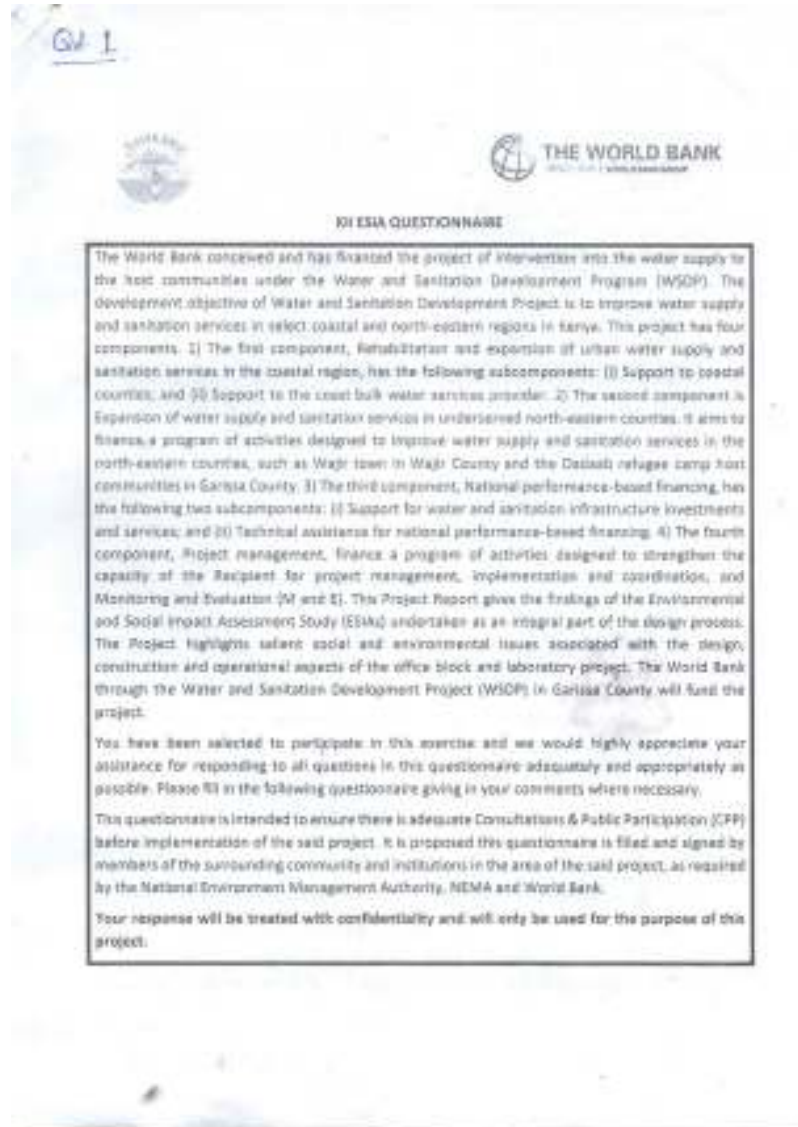 THE WORLD BANK
KII ESIA QUESTIONNAIRE
The World Bank conceived and has financed the project of intervention into the water supply to
the host communities under the Water and Sanitation Development Program (WSDP). The
development objective of Water and Sanitation Development Project is to improve water supply
and sanitation services in select coastal and north-eastern regions in Kenya. This project has four
components. 1) The first component, Rehabilitation and expansion of urban water supply and
sanitation services in the coastal region, has the following subcomponents: (i) Support to coastal
counties; and (ii) Support to the coast bulk water services provider. 2) The second component is
Expansion of water supply and sanitation services in underserved north-eastern counties. It aims to
finance, a program of activities designed to improve water supply and sanitation services in the
north-eastern counties, such as Wajir town in Wajir County and the Dadaab refugee camp host
communities in Garissa County. 3) The third component, National performance-based financing, has
the following two subcomponents: (i) Support for water and sanitation infrastructure investments
and services; and (ii) Technical assistance for national performance-based financing. 4) The fourth
component, Project management, finance a program of activities designed to strengthen the
capacity of the Recipient for project management, implementation and coordination, and
Monitoring and Evaluation (M and E). This Project Report gives the findings of the Environmental
and Social Impact Assessment Study (ESIAs) undertaken as an integral part of the design process.
The Project highlights salient social and environmental issues associated with the design,
construction and operational aspects of the office block and laboratory project. The World Bank
through the Water and Sanitation Development Project (WSDP) in Garissa County will fund the
project.
You have been selected to participate in this exercise and we would highly appreciate your
assistance for responding to all questions in this questionnaire adequately and appropriately as
possible. Please fill in the following questionnaire giving in your comments where necessary.
This questionnaire is intended to ensure there is adequate Consultations & Public Participation (CPP)
before implementation of the said project. It is proposed this questionnaire is filled and signed by
members of the surrounding community and institutions in the area of the said project, as required
by the National Environment Management Authority, NEMA and World Bank.
Your response will be treated with confidentiality and will only be used for the purpose of this
project.